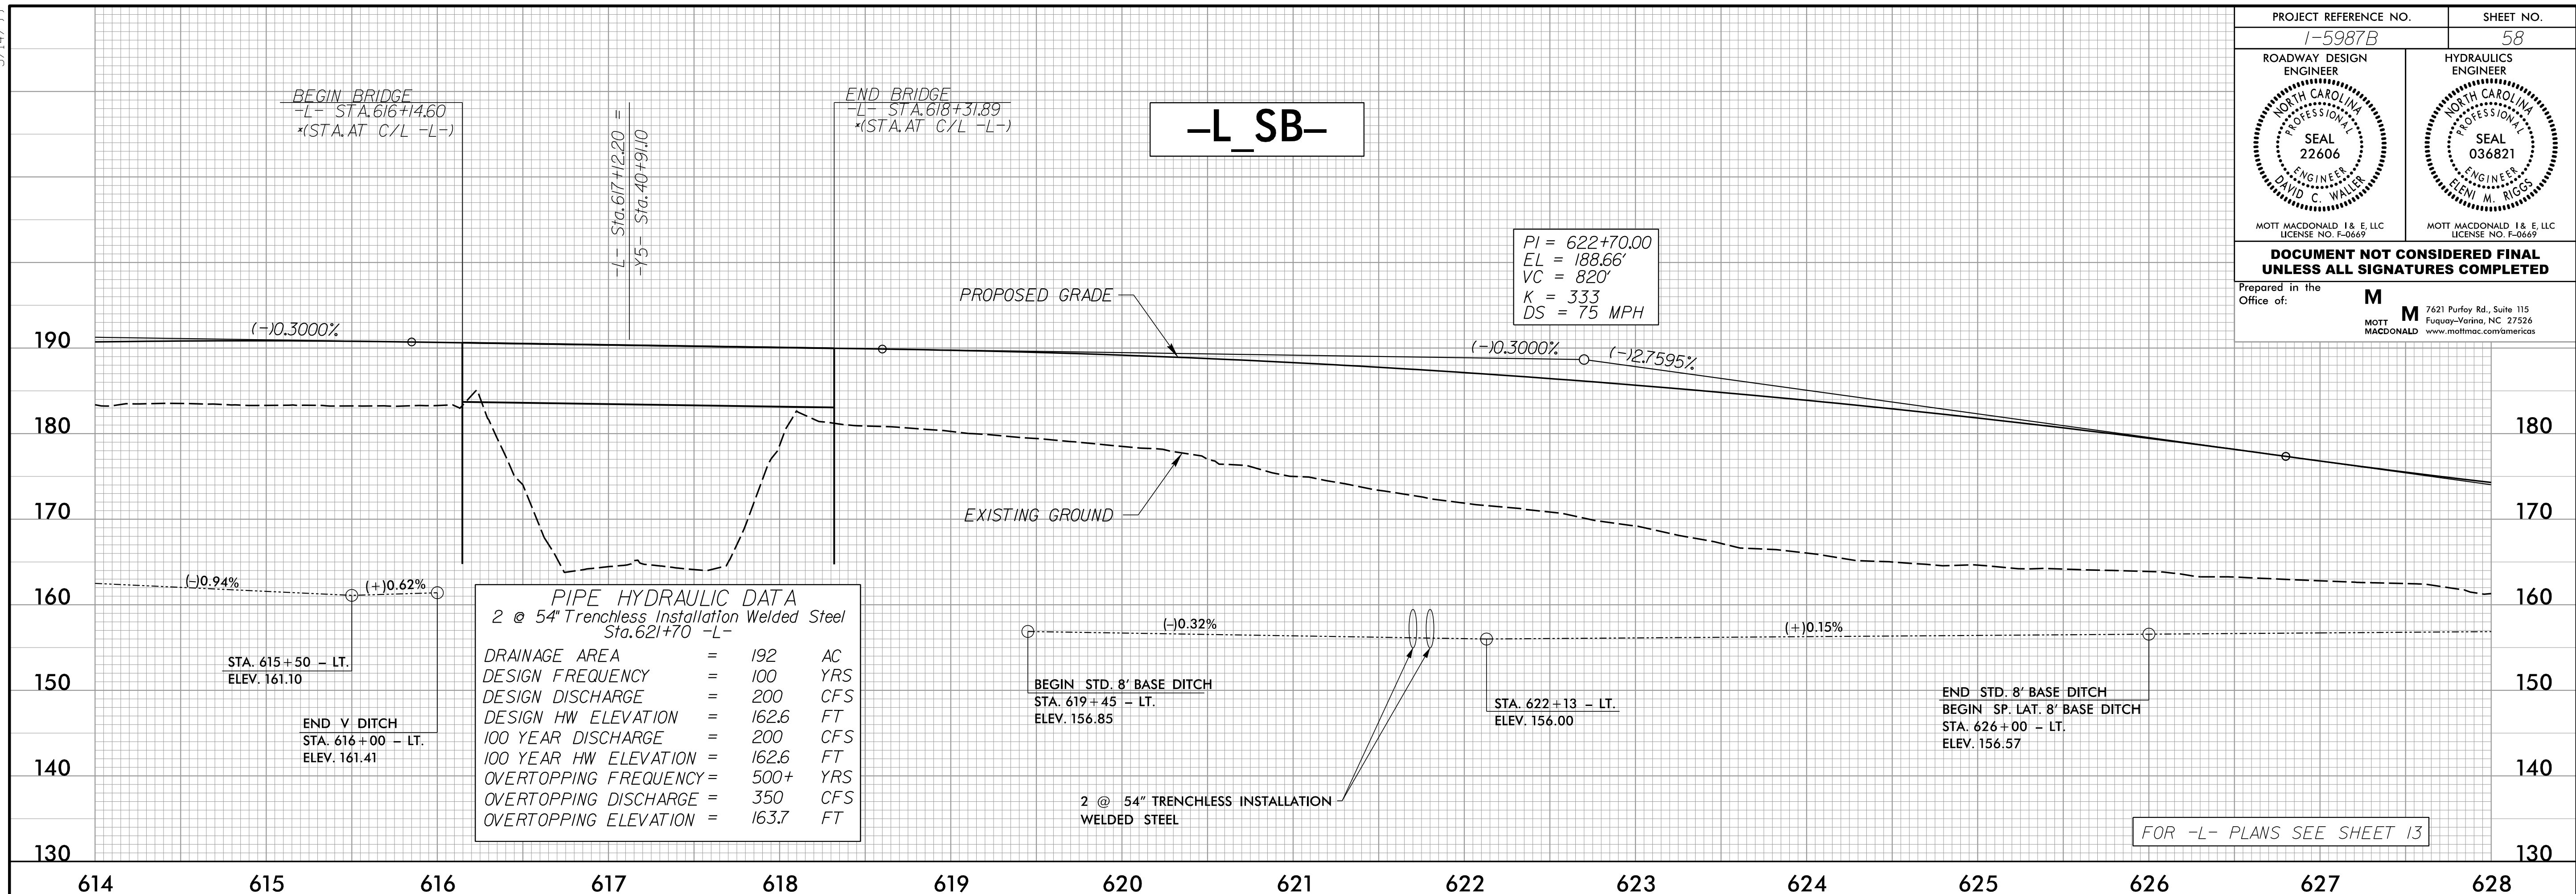 PROJECT REFERENCE NO. SHEET NO.
I-5987B 58
ROADWAY DESIGN ENGINEER
HYDRAULICS ENGINEER
NORTH CAROLINA
PROFESSIONAL
SEAL
22606
ENGINEER
DAVID C. WALLER
NORTH CAROLINA
PROFESSIONAL
SEAL
036821
ENGINEER
ELENI M. RIGGS
MOTT MACDONALD I & E, LLC
LICENSE NO. F-0669
MOTT MACDONALD I & E, LLC
LICENSE NO. F-0669
DOCUMENT NOT CONSIDERED FINAL
UNLESS ALL SIGNATURES COMPLETED
Prepared in the
Office of:
M
M
MOTT
MACDONALD
7621 Purfoy Rd., Suite 115
Fuquay-Varina, NC 27526
www.mottmac.com/americas
BEGIN BRIDGE
-L- STA. 616+14.60
*(STA. AT C/L -L-)
-L- Sta. 617+12.20 =
-Y5- Sta. 40+91.10
END BRIDGE
-L- STA. 618+31.89
*(STA. AT C/L -L-)
-L_SB-
PI = 622+70.00
EL = 188.66'
VC = 820'
K = 333
DS = 75 MPH
PROPOSED GRADE
(-)0.3000%
(-)0.3000%
(-)2.7595%
EXISTING GROUND
190
180
170
160
150
140
130
180
170
160
150
140
130
(-)0.94%
(+)0.62%
(-)0.32%
(+)0.15%
STA. 615+50 - LT.
ELEV. 161.10
END V DITCH
STA. 616+00 - LT.
ELEV. 161.41
PIPE HYDRAULIC DATA
2 @ 54" Trenchless Installation Welded Steel
Sta. 621+70 -L-
DRAINAGE AREA = 192 AC
DESIGN FREQUENCY = 100 YRS
DESIGN DISCHARGE = 200 CFS
DESIGN HW ELEVATION = 162.6 FT
100 YEAR DISCHARGE = 200 CFS
100 YEAR HW ELEVATION = 162.6 FT
OVERTOPPING FREQUENCY = 500+ YRS
OVERTOPPING DISCHARGE = 350 CFS
OVERTOPPING ELEVATION = 163.7 FT
BEGIN STD. 8' BASE DITCH
STA. 619+45 - LT.
ELEV. 156.85
2 @ 54" TRENCHLESS INSTALLATION
WELDED STEEL
STA. 622+13 - LT.
ELEV. 156.00
END STD. 8' BASE DITCH
BEGIN SP. LAT. 8' BASE DITCH
STA. 626+00 - LT.
ELEV. 156.57
FOR -L- PLANS SEE SHEET 13
614 615 616 617 618 619 620 621 622 623 624 625 626 627 628